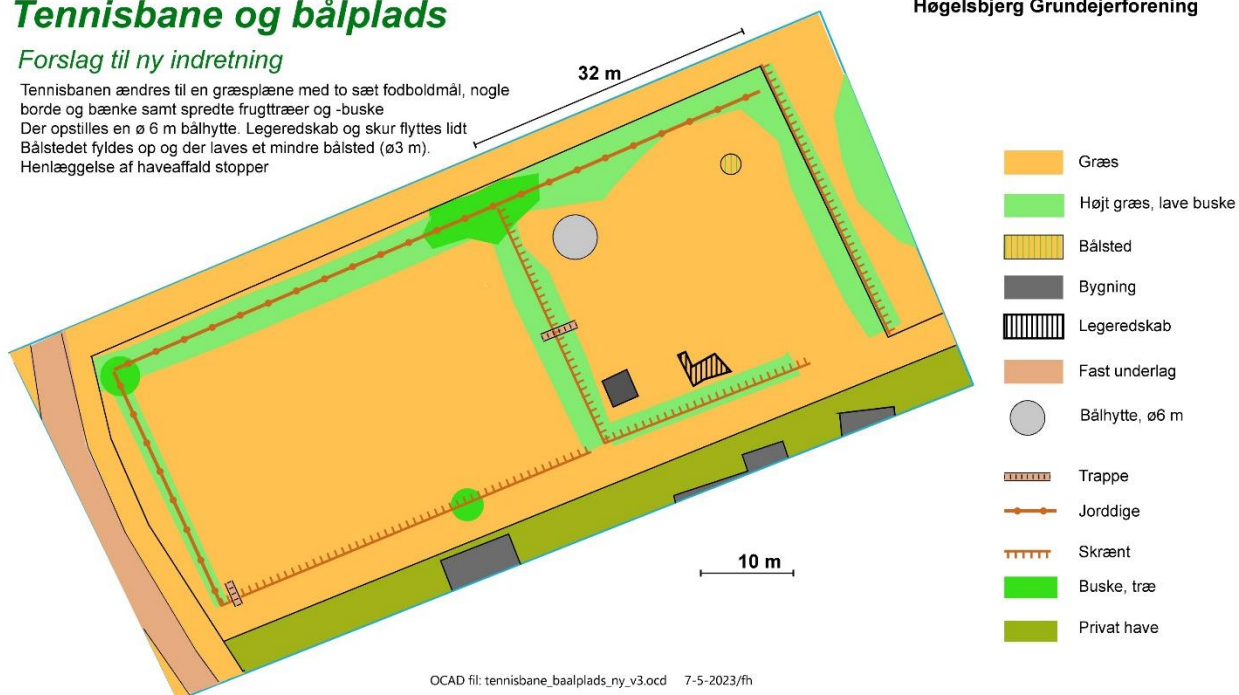 Tennisbane og bålplads
Høgelsbjerg Grundejerforening
Forslag til ny indretning
Tennisbanen ændres til en græsplæne med to sæt fodboldmål, nogle
borde og bænke samt spredte frugttræer og -buske
Der opstilles en ø 6 m bålhytte. Legeredskab og skur flyttes lidt
Bålstedet fyldes op og der laves et mindre bålsted (ø3 m).
Henlæggelse af haveaffald stopper
32 m
Græs
Højt græs, lave buske
Bålsted
Bygning
Legeredskab
Fast underlag
Bålhytte, ø6 m
Trappe
Jorddige
Skrænt
Buske, træ
Privat have
10 m
OCAD fil: tennisbane_baalplads_ny_v3.ocd 7-5-2023/fh